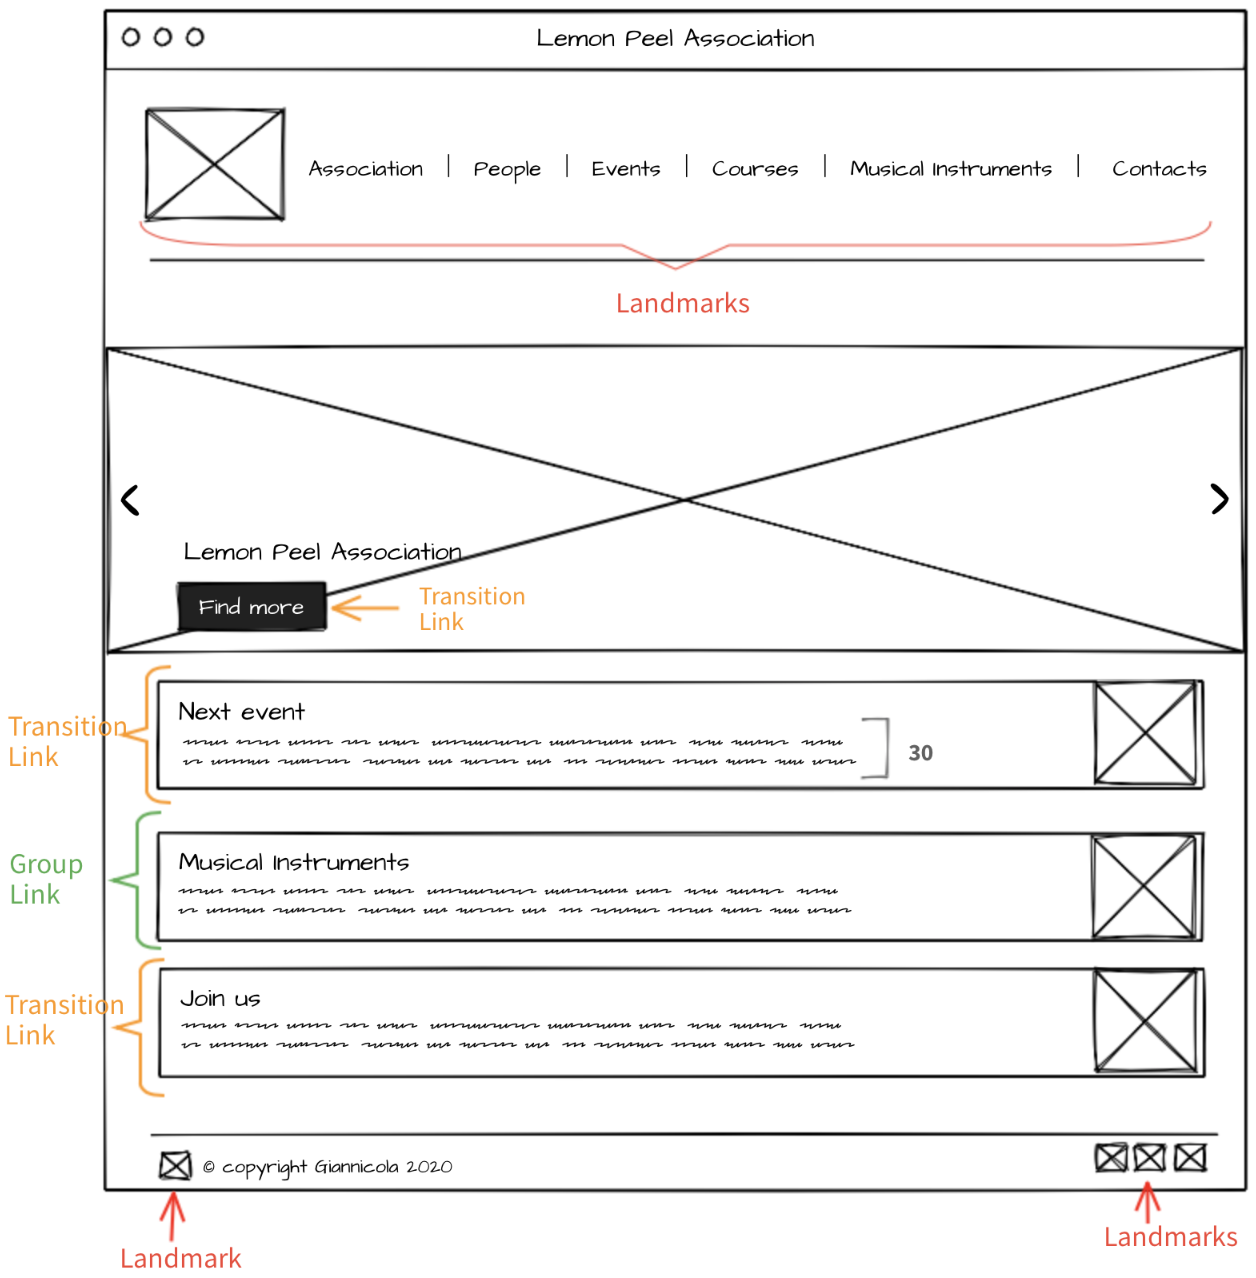 Lemon Peel Association
Association | People | Events | Courses | Musical Instruments | Contacts
Landmarks
Lemon Peel Association
Find more
Transition
Link
Transition
Link
Next event
30
Group
Link
Musical Instruments
Transition
Link
Join us
© copyright Giannicola 2020
Landmark
Landmarks